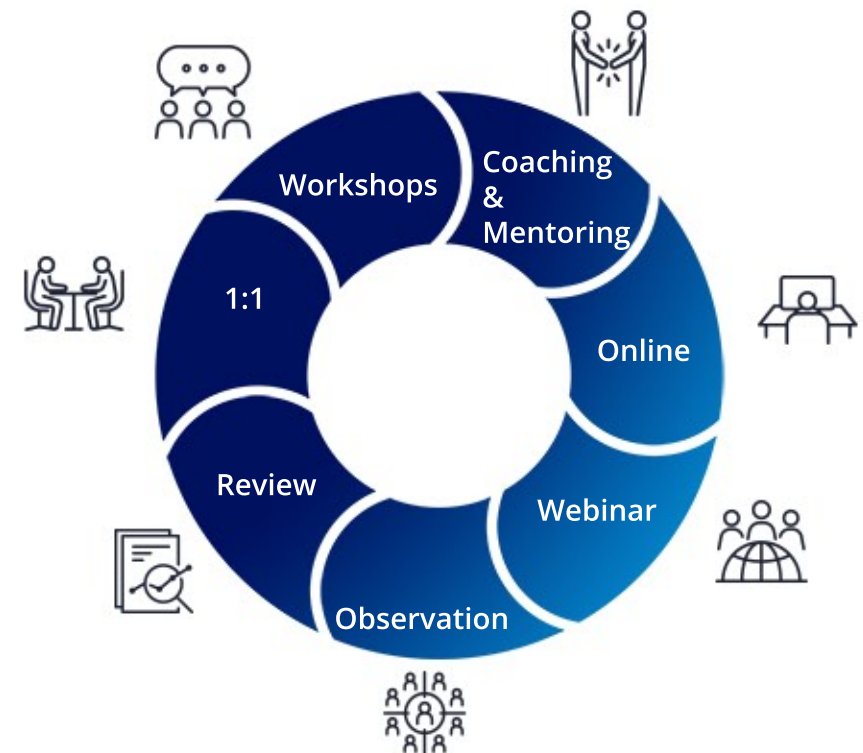 Workshops
Coaching
&
Mentoring
1:1
Online
Review
Webinar
Observation